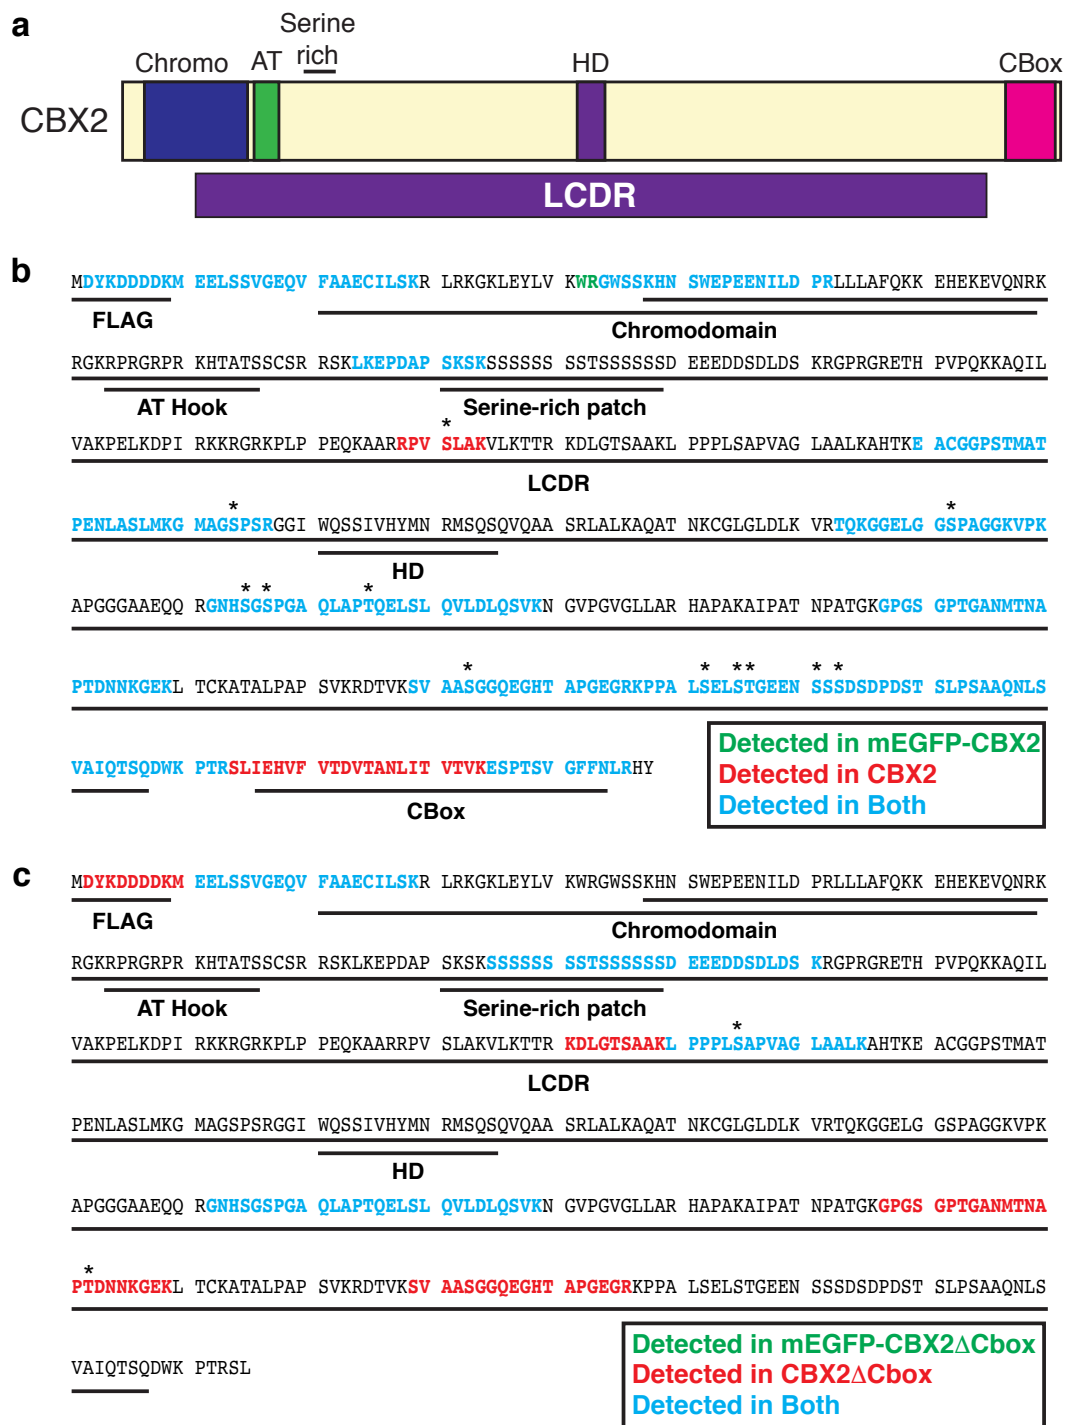 a
Serine
rich
Chromo AT HD CBox
CBX2
LCDR
b
MDYKDDDDKM EELSSVGEQV FAAECILSKR LRKGKLEYLV KWRGWSSKHN SWEPEENILD PRLLLAFQKK EHEKEVQNRK
FLAG
Chromodomain
RGKRPRGRPR KHTATSSCSR RSKLKEPDAP SKSKSSSSSS SSTSSSSSSD EEEDDSDLDS KRGPRGRETH PVPQKKAQIL
AT Hook Serine-rich patch
*
VAKPELKDPI RKKRGRKPLP PEQKAARRPV SLAKVLKTTR KDLGTSAAKL PPPLSAPVAG LAALKAHTKE ACGGPSTMAT
LCDR
* *
PENLASLMKG MAGSPSRGGI WQSSIVHYMN RMSQSQVQAA SRLALKAQAT NKCGLGLDLK VRTQKGGELG GSPAGGKVPK
HD
* * *
APGGGAAEQQ RGNHSGSPGA QLAPTQELSL QVLDLQSVKN GVPGVGLLAR HAPAKAIPAT NPATGKGPGS GPTGANMTNA
* * ** * *
PTDNNKGEKL TCKATALPAP SVKRDTVKSV AASGGQEGHT APGEGRKPPA LSELSTGEEN SSSDSDPDST SLPSAAQNLS
VAIQTSQDWK PTRSLIEHVF VTDVTANLIT VTVKESPTSV GFFNLRHY
CBox
Detected in mEGFP-CBX2
Detected in CBX2
Detected in Both
c
MDYKDDDDKM EELSSVGEQV FAAECILSKR LRKGKLEYLV KWRGWSSKHN SWEPEENILD PRLLLAFQKK EHEKEVQNRK
FLAG
Chromodomain
RGKRPRGRPR KHTATSSCSR RSKLKEPDAP SKSKSSSSSS SSTSSSSSSD EEEDDSDLDS KRGPRGRETH PVPQKKAQIL
AT Hook Serine-rich patch
*
VAKPELKDPI RKKRGRKPLP PEQKAARRPV SLAKVLKTTR KDLGTSAAKL PPPLSAPVAG LAALKAHTKE ACGGPSTMAT
LCDR
PENLASLMKG MAGSPSRGGI WQSSIVHYMN RMSQSQVQAA SRLALKAQAT NKCGLGLDLK VRTQKGGELG GSPAGGKVPK
HD
APGGGAAEQQ RGNHSGSPGA QLAPTQELSL QVLDLQSVKN GVPGVGLLAR HAPAKAIPAT NPATGKGPGS GPTGANMTNA
*
PTDNNKGEKL TCKATALPAP SVKRDTVKSV AASGGQEGHT APGEGRKPPA LSELSTGEEN SSSDSDPDST SLPSAAQNLS
VAIQTSQDWK PTRSL
Detected in mEGFP-CBX2ΔCbox
Detected in CBX2ΔCbox
Detected in Both